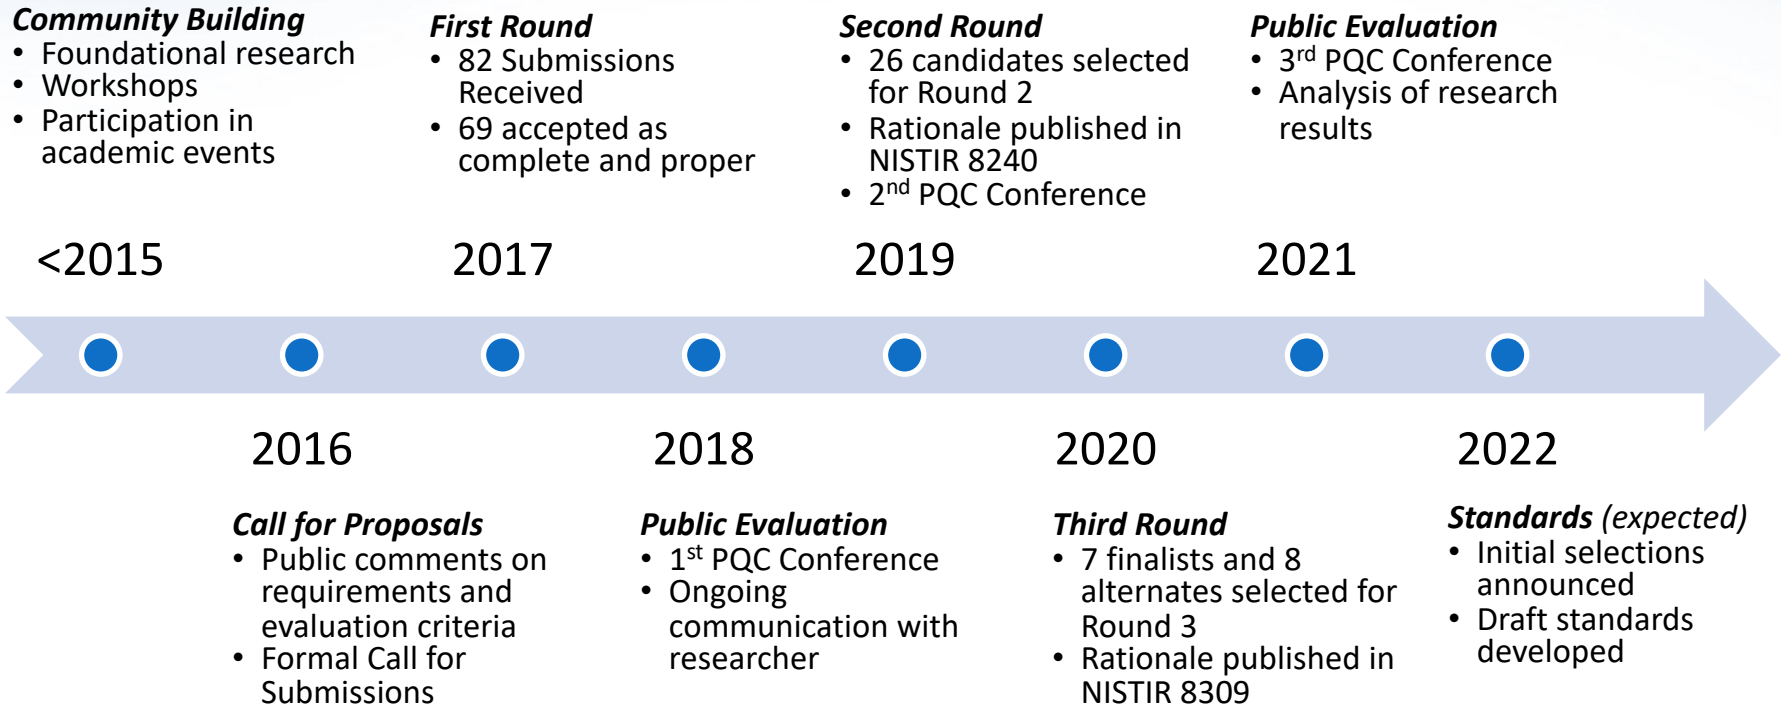 Community Building
• Foundational research
• Workshops
• Participation in
academic events
First Round
• 82 Submissions
Received
• 69 accepted as
complete and proper
Second Round
• 26 candidates selected
for Round 2
• Rationale published in
NISTIR 8240
• 2nd PQC Conference
Public Evaluation
• 3rd PQC Conference
• Analysis of research
results
<2015
2017
2019
2021
2016
2018
2020
2022
Call for Proposals
• Public comments on
requirements and
evaluation criteria
• Formal Call for
Submissions
Public Evaluation
• 1st PQC Conference
• Ongoing
communication with
researcher
Third Round
• 7 finalists and 8
alternates selected for
Round 3
• Rationale published in
NISTIR 8309
Standards (expected)
• Initial selections
announced
• Draft standards
developed